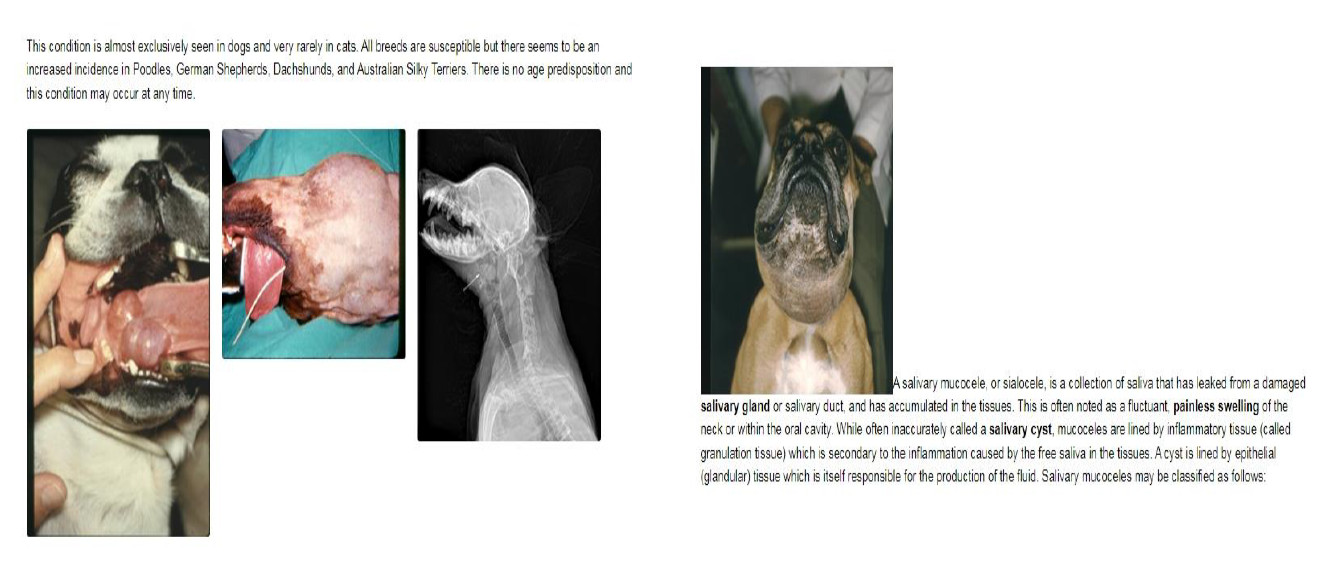 This condition is almost exclusively seen in dogs and very rarely in cats. All breeds are susceptible but there seems to be an
increased incidence in Poodles, German Shepherds, Dachshunds, and Australian Silky Terriers. There is no age predisposition and
this condition may occur at any time.
A salivary mucocele, or sialocele, is a collection of saliva that has leaked from a damaged
salivary gland or salivary duct, and has accumulated in the tissues. This is often noted as a fluctuant, painless swelling of the
neck or within the oral cavity. While often inaccurately called a salivary cyst, mucoceles are lined by inflammatory tissue (called
granulation tissue) which is secondary to the inflammation caused by the free saliva in the tissues. A cyst is lined by epithelial
(glandular) tissue which is itself responsible for the production of the fluid. Salivary mucoceles may be classified as follows: